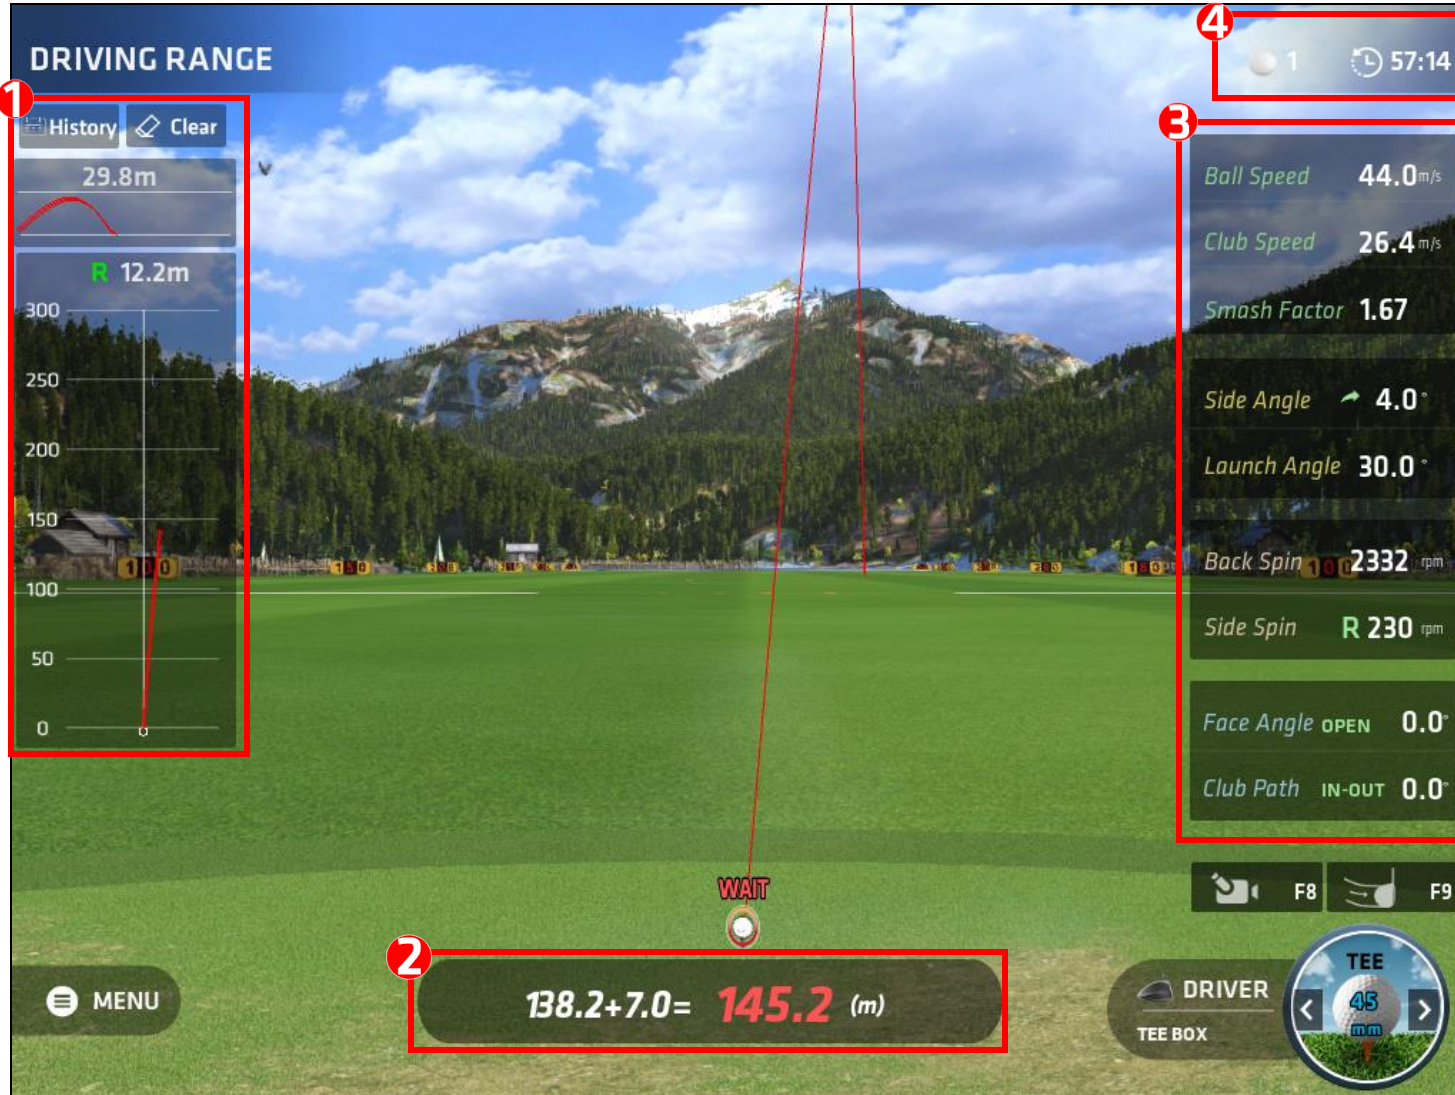 DRIVING RANGE
4
1 57:14
1
History Clear
29.8m
R 12.2m
300
250
200
150
100
50
0
100
3
Ball Speed 44.0 m/s
Club Speed 26.4 m/s
Smash Factor 1.67
Side Angle 4.0°
Launch Angle 30.0°
Back Spin 2332 rpm
Side Spin R 230 rpm
Face Angle OPEN 0.0°
Club Path IN-OUT 0.0°
F8 F9
WAIT
2
138.2+7.0= 145.2 (m)
MENU
DRIVER
TEE BOX
TEE
45
mm